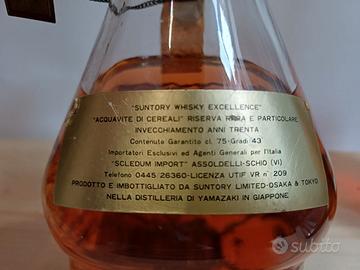 "SUNTORY WHISKY EXCELLENCE"
"ACQUAVITE DI CEREALI" RISERVA RARA E PARTICOLARE
INVECCHIAMENTO ANNI TRENTA
Contenuto Garantito cl. 75-Gradi 43
Importatori Esclusivi ed Agenti Generali per l'Italia
"SCLEDUM IMPORT" ASSOLDELLI-SCHIO (VI)
Telefono 0445/26360-LICENZA UTIF VR n° 209
PRODOTTO E IMBOTTIGLIATO DA SUNTORY LIMITED-OSAKA & TOKYO
NELLA DISTILLERIA DI YAMAZAKI IN GIAPPONE
subito